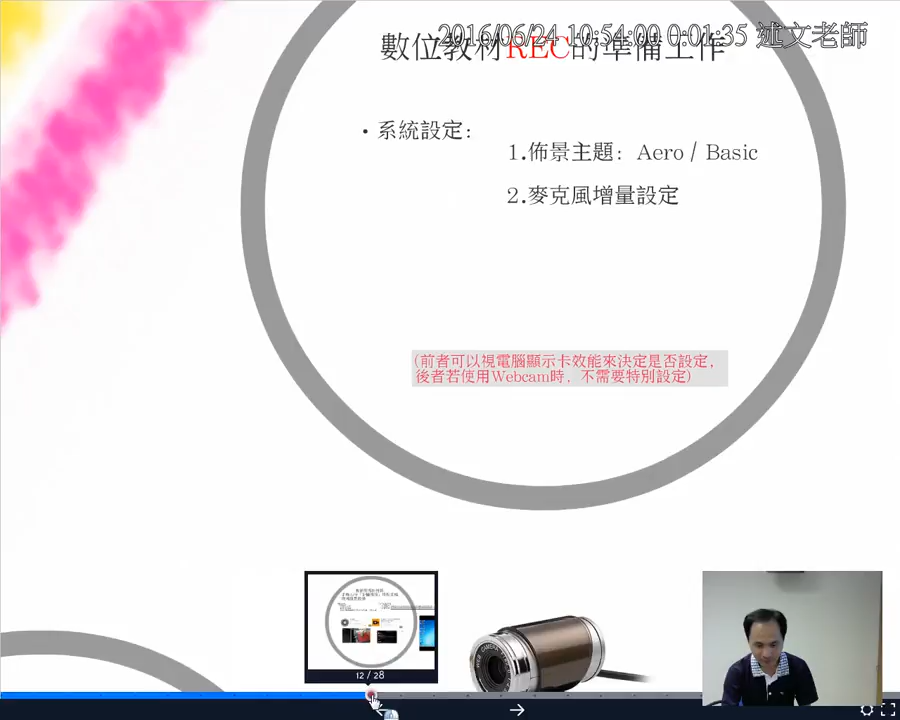 2016/06/24 10:54:00 0:01:35 述文老師
數位教材REC的準備工作
• 系統設定:
1.佈景主題: Aero / Basic
2.麥克風增量設定
(前者可以視電腦顯示卡效能來決定是否設定,
後者若使用Webcam時, 不需要特別設定)
12 / 28